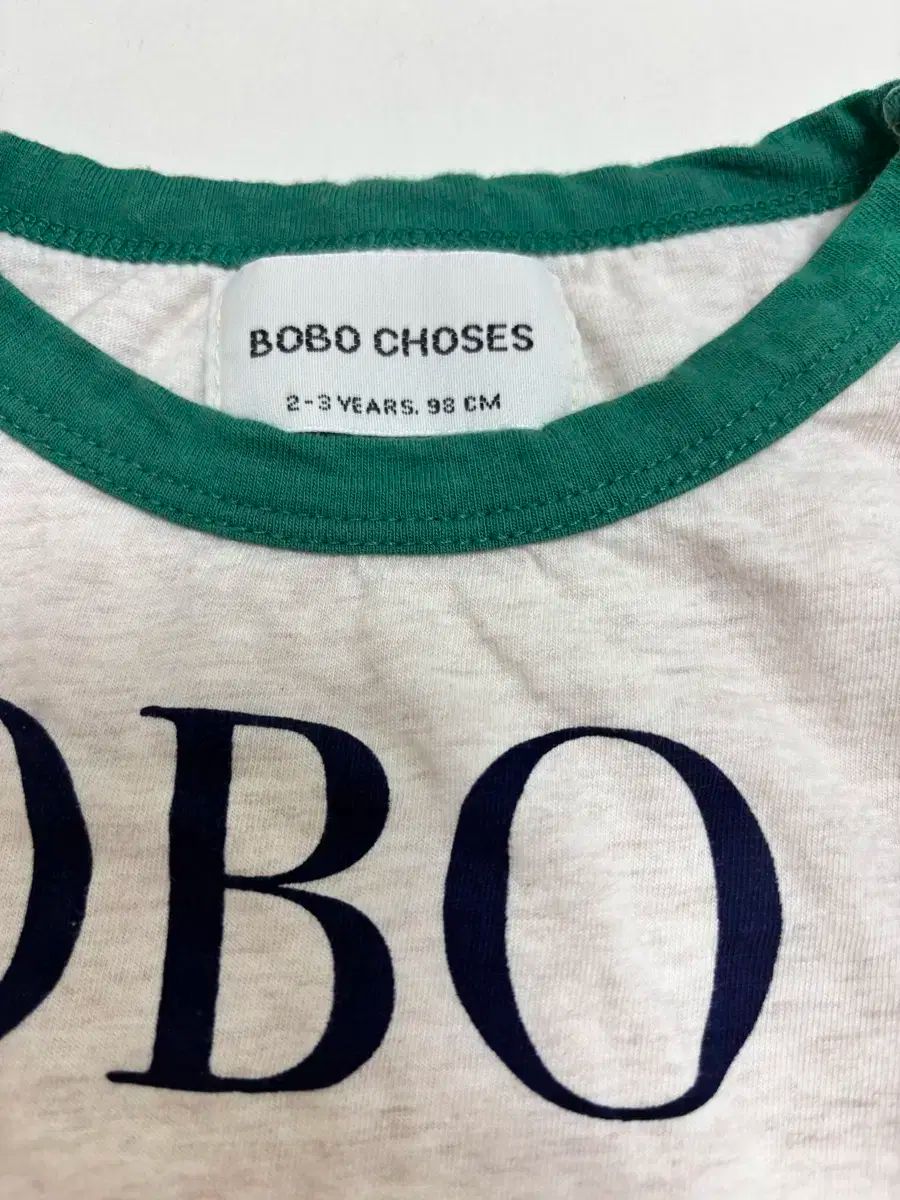 BOBO CHOSES
2-3 YEARS. 98 CM
OBO